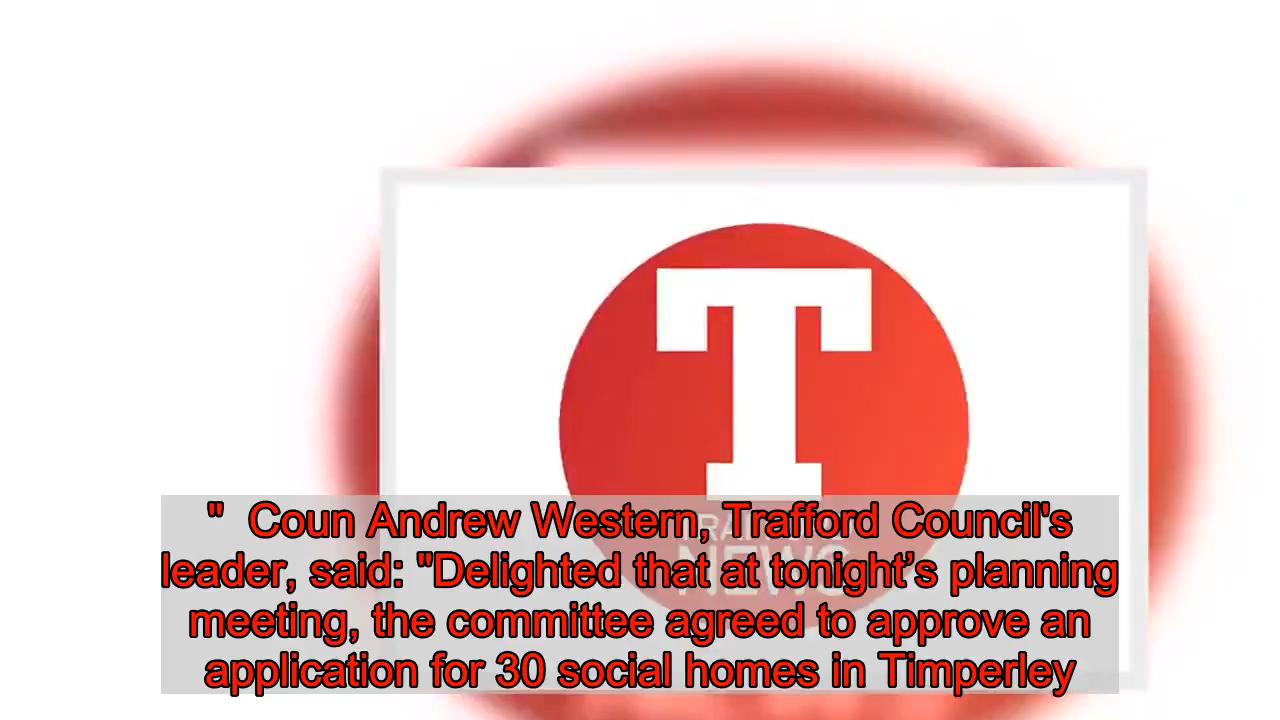 T
NEWS
" Coun Andrew Western, Trafford Council's
leader, said: "Delighted that at tonight’s planning
meeting, the committee agreed to approve an
application for 30 social homes in Timperley